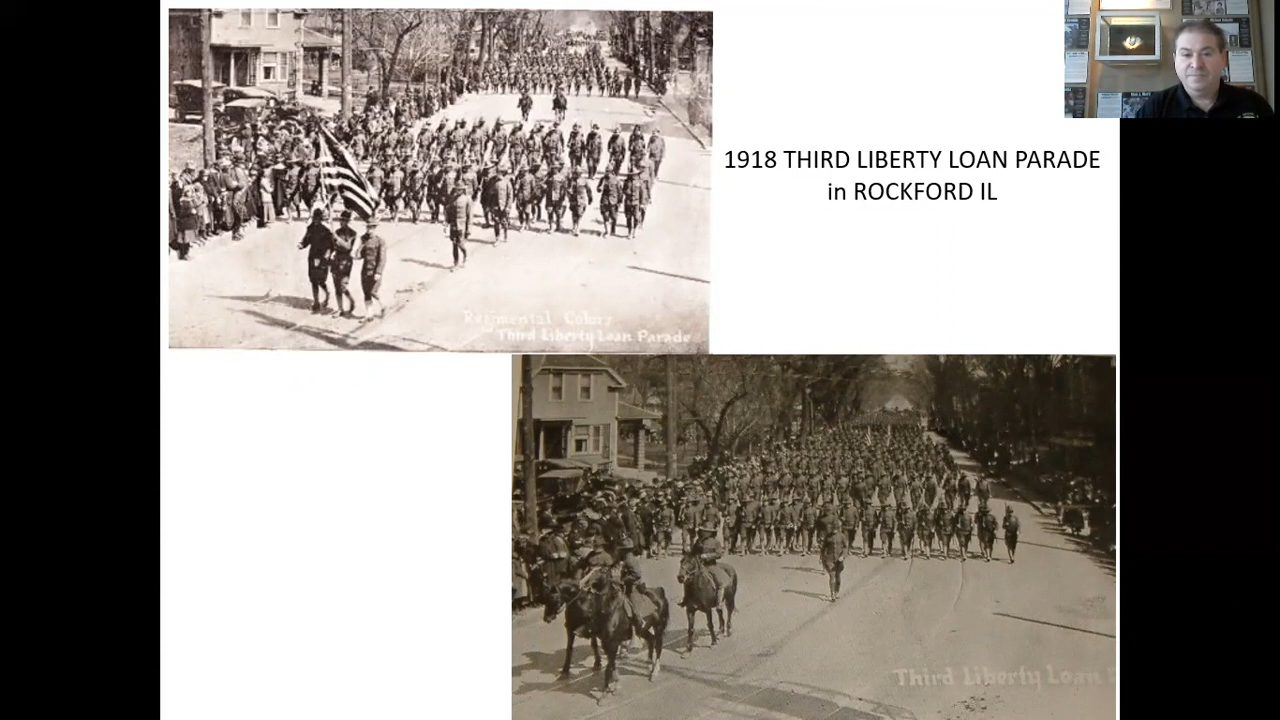 1918 THIRD LIBERTY LOAN PARADE
in ROCKFORD IL
Regimental Colors
Third Liberty Loan Parade
Third Liberty Loan